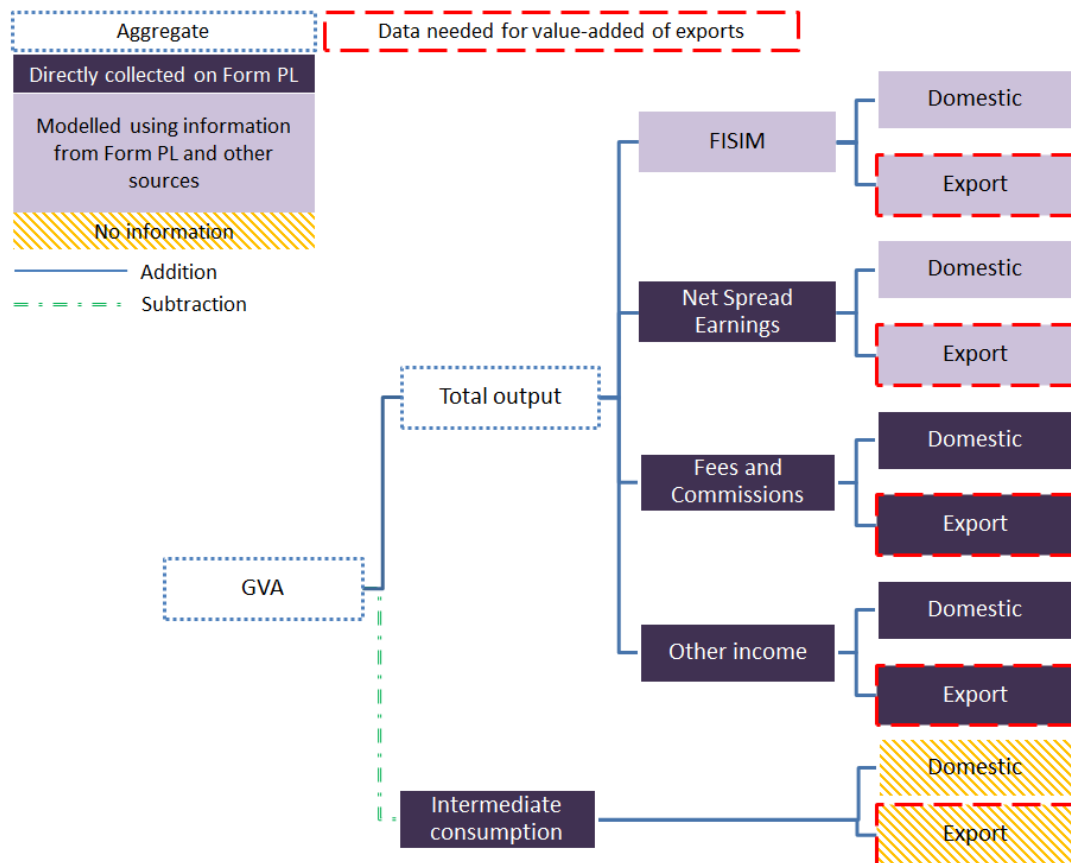 Aggregate
Data needed for value-added of exports
Directly collected on Form PL
Modelled using information
from Form PL and other
sources
No information
Addition
Subtraction
FISIM
Domestic
Export
Net Spread
Earnings
Domestic
Export
Total output
Fees and
Commissions
Domestic
Export
GVA
Other income
Domestic
Export
Intermediate
consumption
Domestic
Export